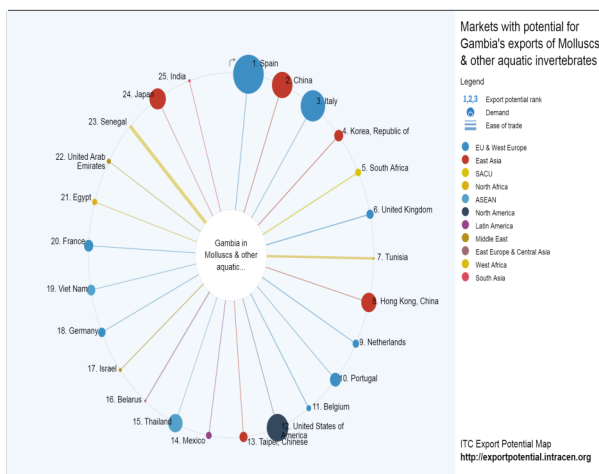 Markets with potential for
Gambia's exports of Molluscs
& other aquatic invertebrates
Legend
1,2,3 Export potential rank
Demand
Ease of trade
EU & West Europe
East Asia
SACU
North Africa
ASEAN
North America
Latin America
Middle East
East Europe & Central Asia
West Africa
South Asia
1. Spain
2. China
3. Italy
4. Korea, Republic of
5. South Africa
6. United Kingdom
7. Tunisia
8. Hong Kong, China
9. Netherlands
10. Portugal
11. Belgium
12. United States of
America
13. Taipei, Chinese
14. Mexico
15. Thailand
16. Belarus
17. Israel
18. Germany
19. Viet Nam
20. France
21. Egypt
22. United Arab
Emirates
23. Senegal
24. Japan
25. India
Gambia in
Molluscs & other
aquatic...
ITC Export Potential Map
http://exportpotential.intracen.org